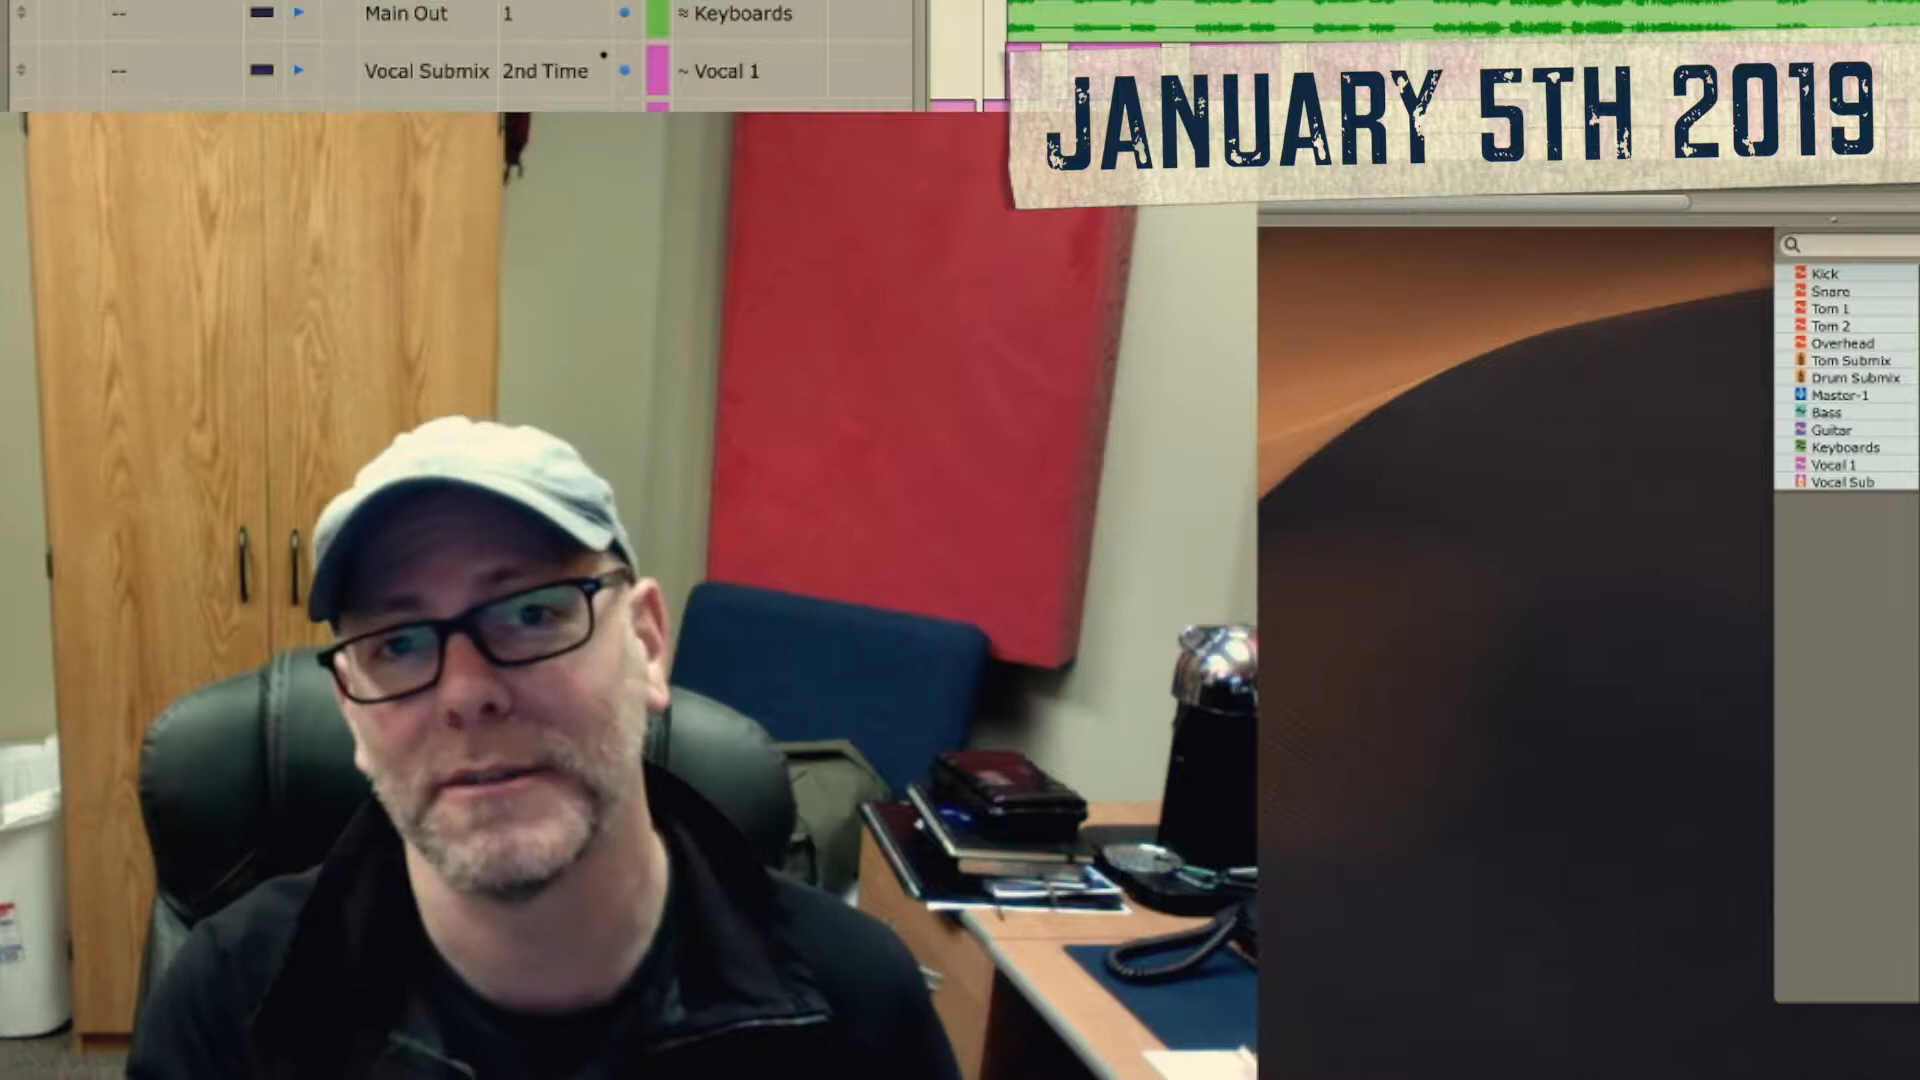 -- Main Out 1 Keyboards
-- Vocal Submix 2nd Time Vocal 1
JANUARY 5TH 2019
Kick
Snare
Tom 1
Tom 2
Overhead
Tom Submix
Drum Submix
Master-1
Bass
Guitar
Keyboards
Vocal 1
Vocal Sub